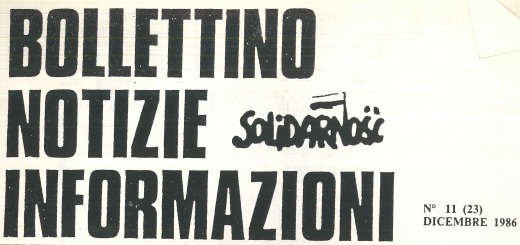 BOLLETTINO
NOTIZIE
SOLiDARNOŚĆ
INFORMAZIONI
N° 11 (23)
DICEMBRE 1986